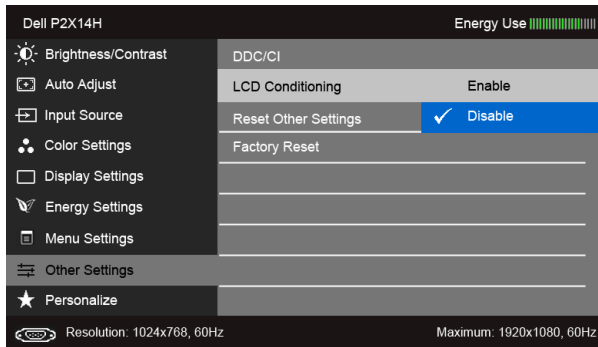 Dell P2X14H
Energy Use
Brightness/Contrast
Auto Adjust
Input Source
Color Settings
Display Settings
Energy Settings
Menu Settings
Other Settings
Personalize
DDC/CI
LCD Conditioning
Reset Other Settings
Factory Reset
Enable
Disable
Resolution: 1024x768, 60Hz
Maximum: 1920x1080, 60Hz